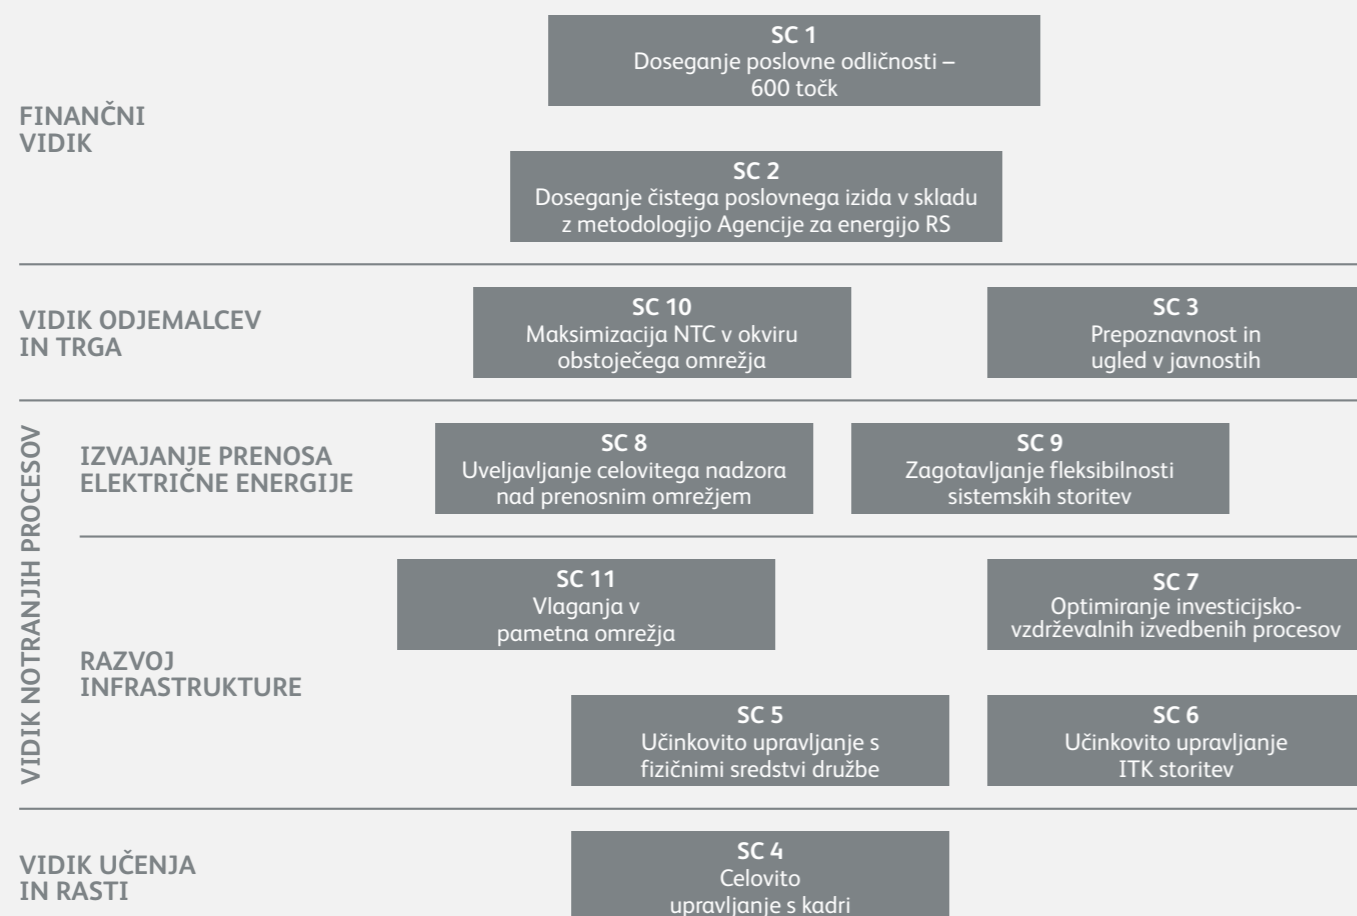 FINANČNI
VIDIK
SC 1
Doseganje poslovne odličnosti –
600 točk
SC 2
Doseganje čistega poslovnega izida v skladu
z metodologijo Agencije za energijo RS
VIDIK ODJEMALCEV
IN TRGA
SC 10
Maksimizacija NTC v okviru
obstoječega omrežja
SC 3
Prepoznavnost in
ugled v javnostih
VIDIK NOTRANJIH PROCESOV
IZVAJANJE PRENOSA
ELEKTRIČNE ENERGIJE
SC 8
Uveljavljanje celovitega nadzora
nad prenosnim omrežjem
SC 9
Zagotavljanje fleksibilnosti
sistemskih storitev
RAZVOJ
INFRASTRUKTURE
SC 11
Vlaganja v
pametna omrežja
SC 7
Optimiranje investicijsko-
vzdrževalnih izvedbenih procesov
SC 5
Učinkovito upravljanje s
fizičnimi sredstvi družbe
SC 6
Učinkovito upravljanje
ITK storitev
VIDIK UČENJA
IN RASTI
SC 4
Celovito
upravljanje s kadri